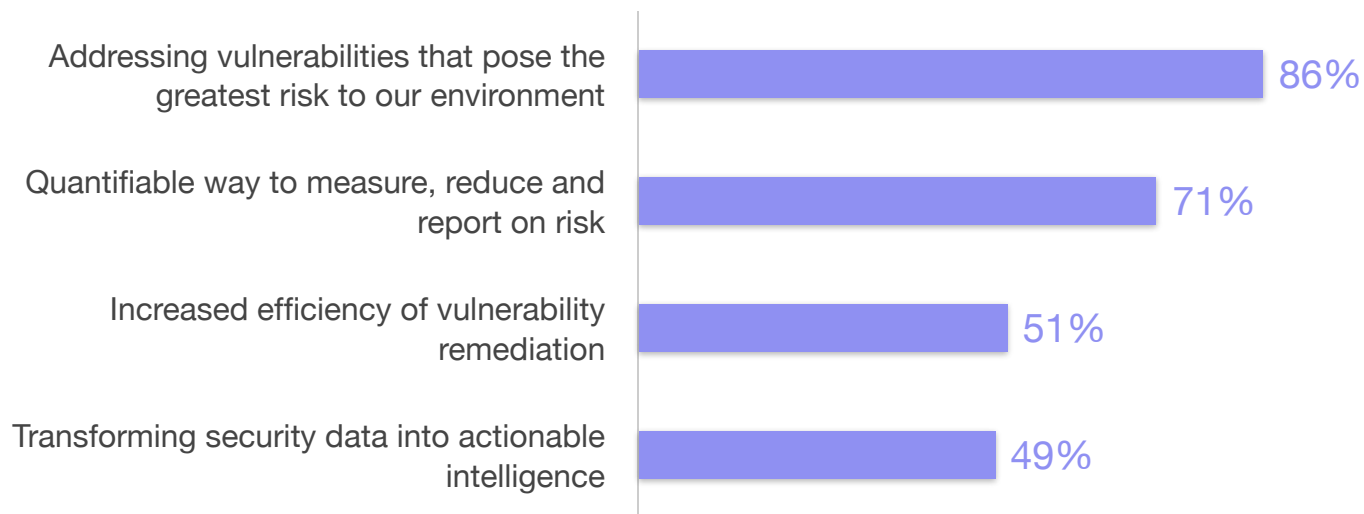 Addressing vulnerabilities that pose the
greatest risk to our environment
86%
Quantifiable way to measure, reduce and
report on risk
71%
Increased efficiency of vulnerability
remediation
51%
Transforming security data into actionable
intelligence
49%